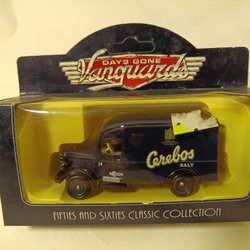 DAYS GONE
Vanguards
Cerebos
SALT
FIFTIES AND SIXTIES CLASSIC COLLECTION